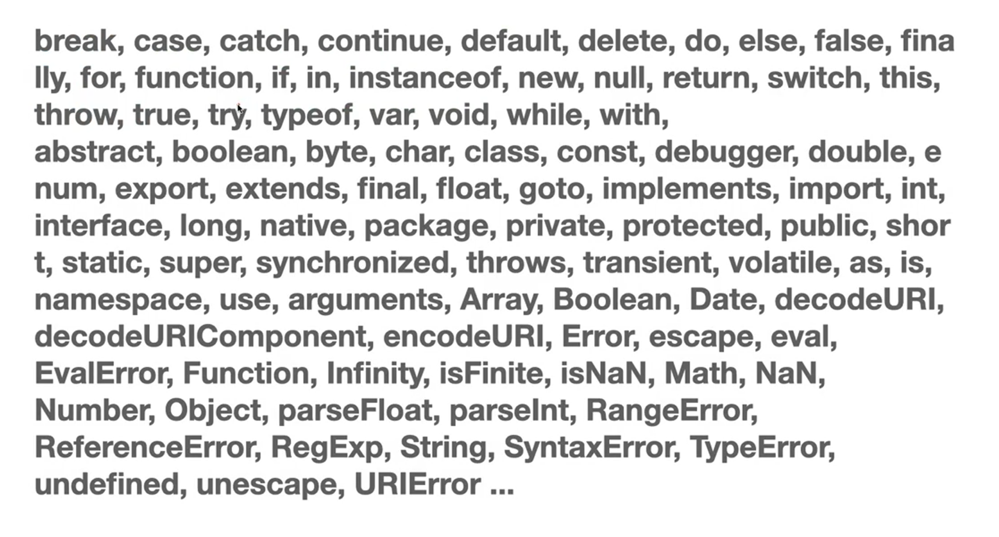 break, case, catch, continue, default, delete, do, else, false, fina
lly, for, function, if, in, instanceof, new, null, return, switch, this,
throw, true, try, typeof, var, void, while, with,
abstract, boolean, byte, char, class, const, debugger, double, e
num, export, extends, final, float, goto, implements, import, int,
interface, long, native, package, private, protected, public, shor
t, static, super, synchronized, throws, transient, volatile, as, is,
namespace, use, arguments, Array, Boolean, Date, decodeURI,
decodeURIComponent, encodeURI, Error, escape, eval,
EvalError, Function, Infinity, isFinite, isNaN, Math, NaN,
Number, Object, parseFloat, parseInt, RangeError,
ReferenceError, RegExp, String, SyntaxError, TypeError,
undefined, unescape, URIError ...